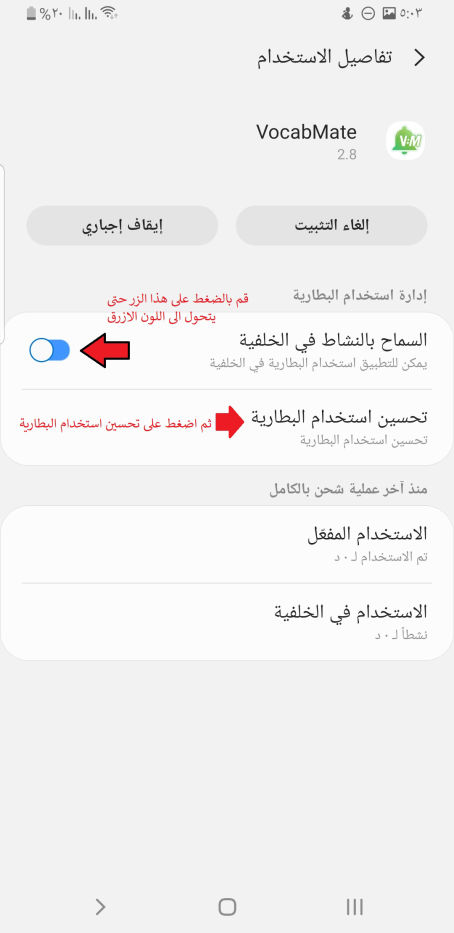 ٥:٠٣ %٢٠
تفاصيل الاستخدام
VocabMate
2.8
V:M
إلغاء التثبيت
إيقاف إجباري
إدارة استخدام البطارية
قم بالضغط على هذا الزر حتى
يتحول الى اللون الازرق
السماح بالنشاط في الخلفية
يمكن للتطبيق استخدام البطارية في الخلفية
تحسين استخدام البطارية
ثم اضغط على تحسين استخدام البطارية
تحسين استخدام البطارية
منذ آخر عملية شحن بالكامل
الاستخدام المفعّل
تم الاستخدام لـ ٠ د
الاستخدام في الخلفية
نشطاً لـ ٠ د